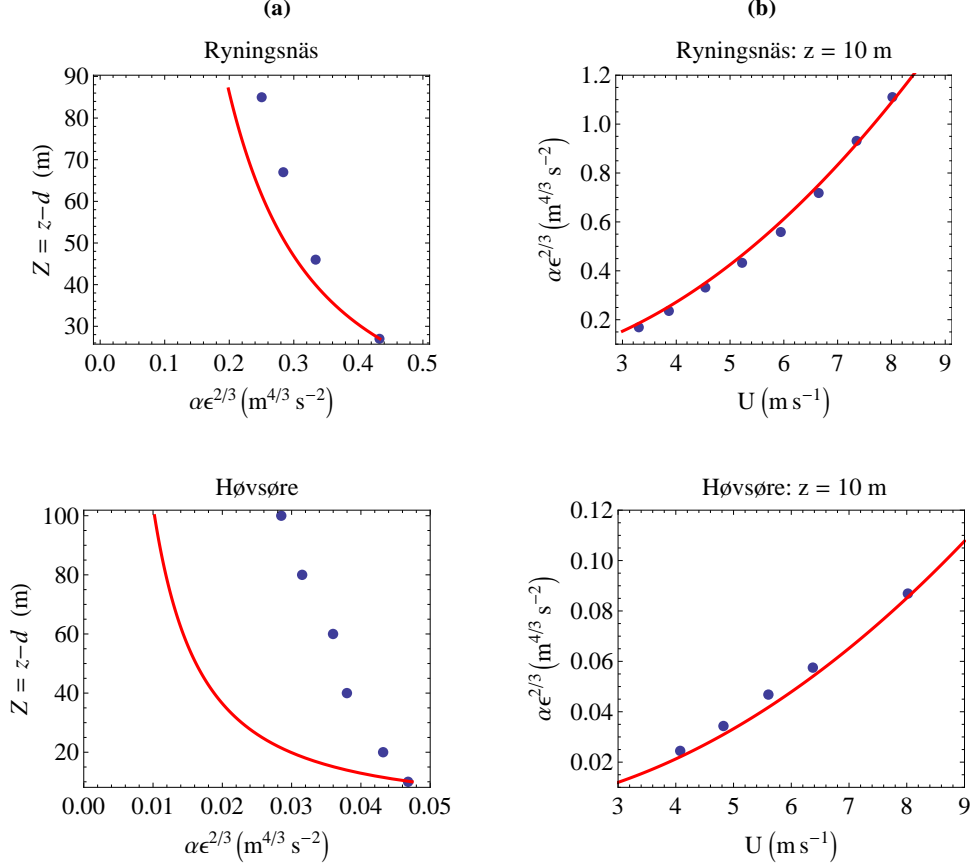 (a)
(b)
Ryningsnäs
90
80
70
60
50
40
30
Z = z−d (m)
0.0 0.1 0.2 0.3 0.4 0.5
αϵ^{2/3} (m^{4/3} s^{−2})
Ryningsnäs: z = 10 m
1.2
1.0
0.8
0.6
0.4
0.2
αϵ^{2/3} (m^{4/3} s^{−2})
3 4 5 6 7 8 9
U (m s^{−1})
Høvsøre
100
80
60
40
20
Z = z−d (m)
0.00 0.01 0.02 0.03 0.04 0.05
αϵ^{2/3} (m^{4/3} s^{−2})
Høvsøre: z = 10 m
0.12
0.10
0.08
0.06
0.04
0.02
0.00
αϵ^{2/3} (m^{4/3} s^{−2})
3 4 5 6 7 8 9
U (m s^{−1})